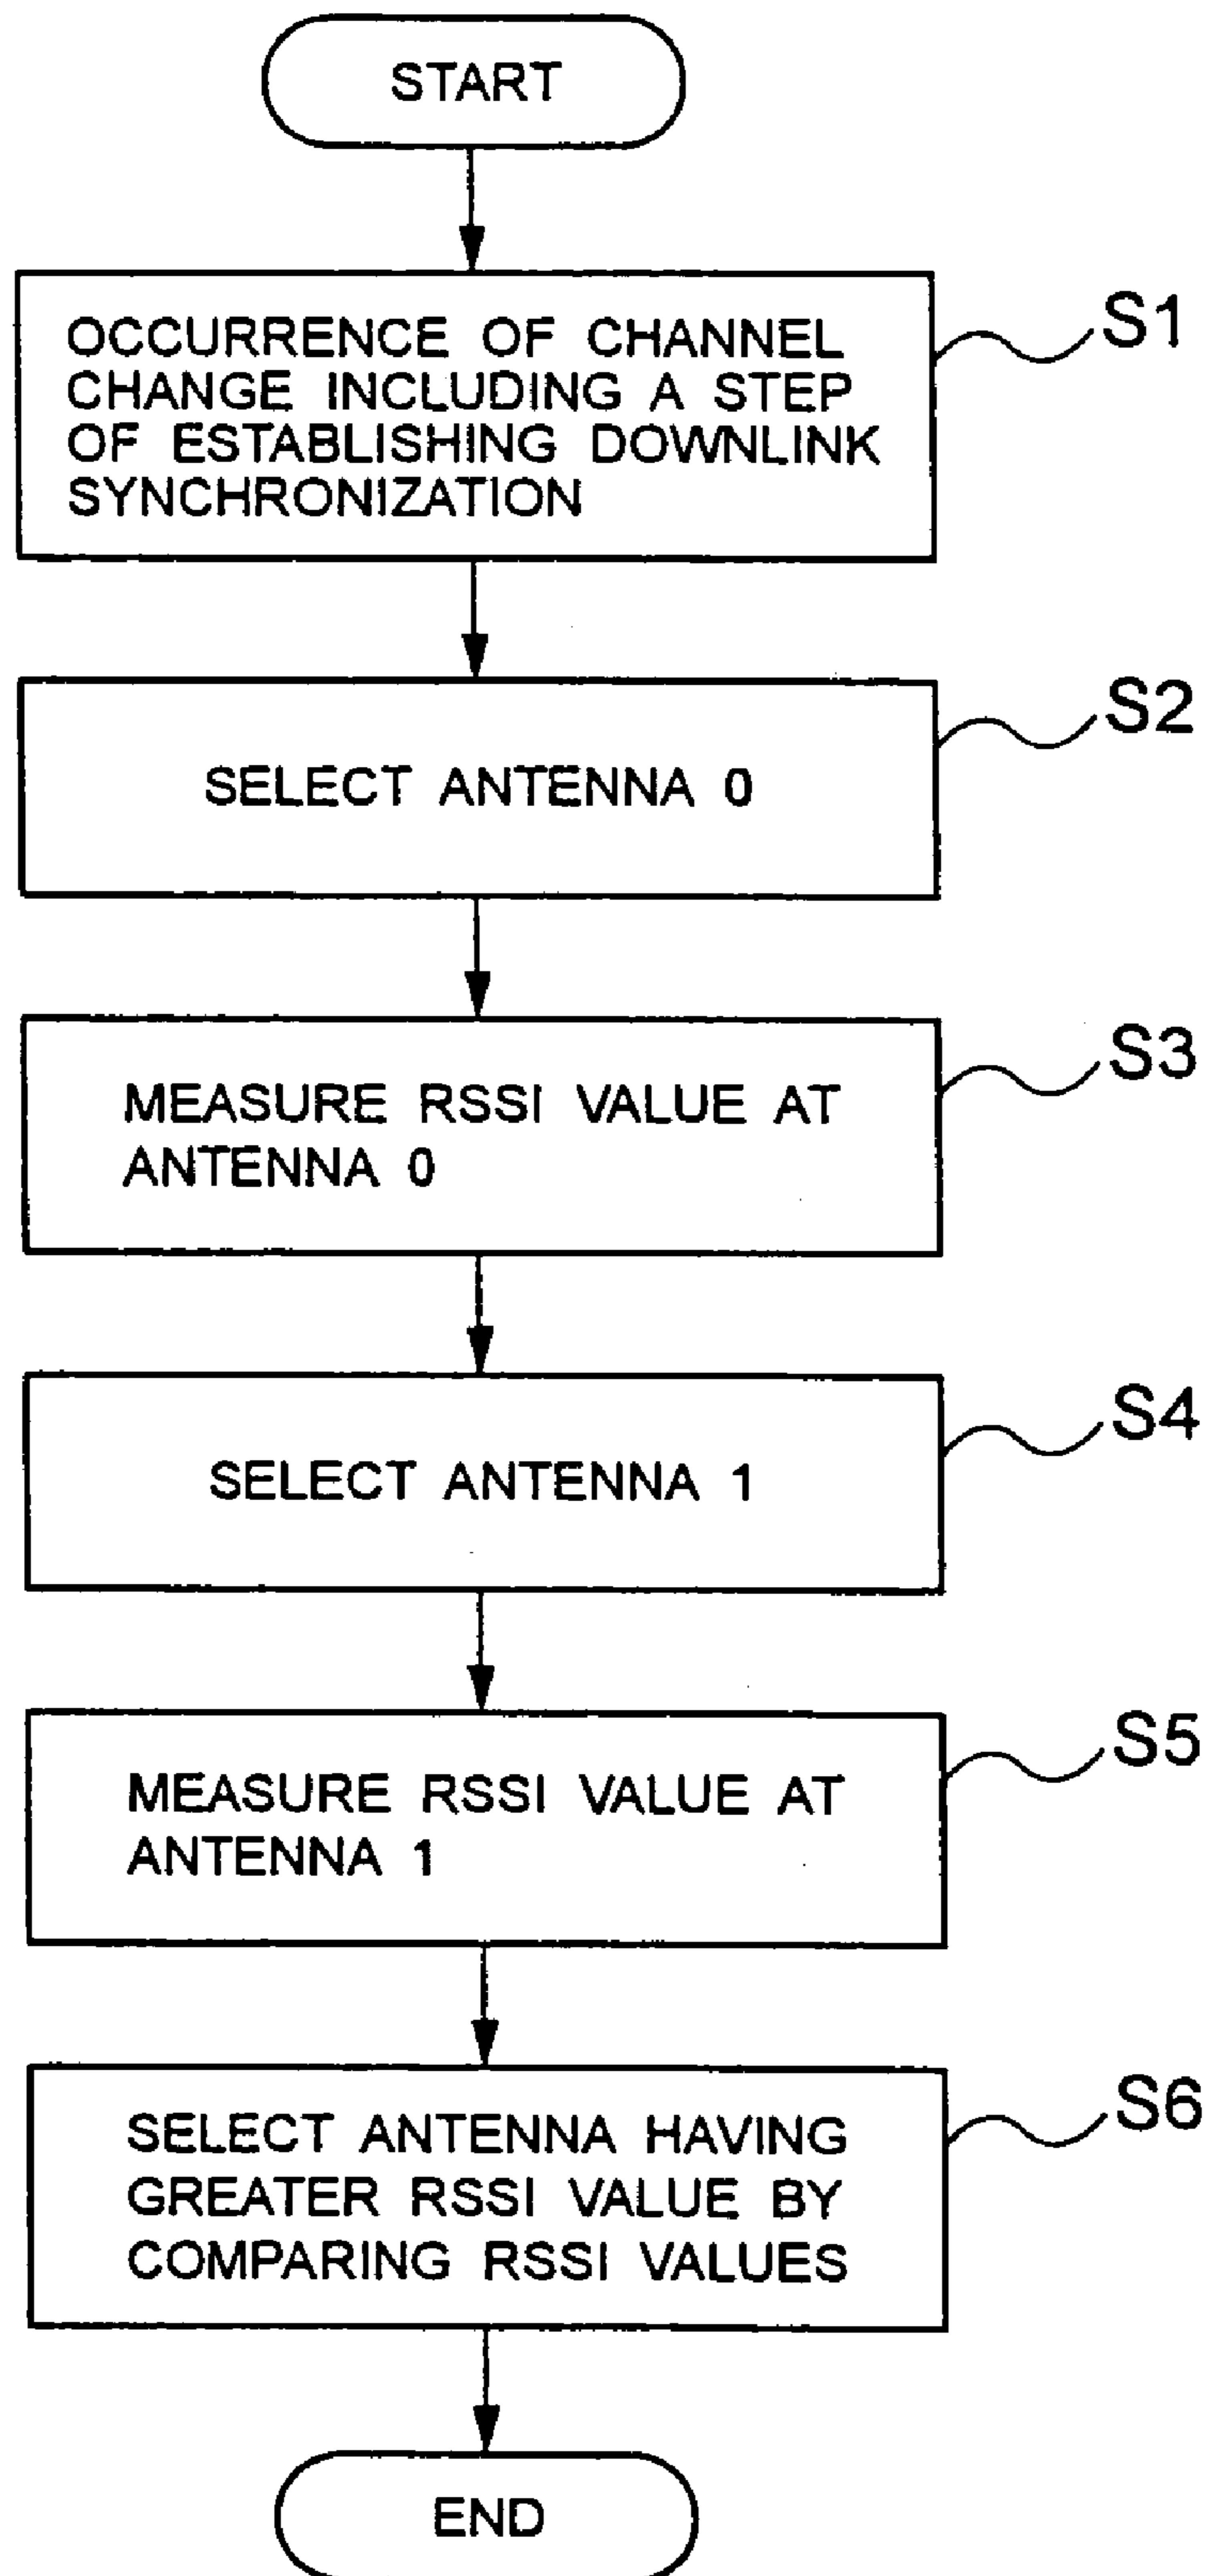 START
OCCURRENCE OF CHANNEL
CHANGE INCLUDING A STEP
OF ESTABLISHING DOWNLINK
SYNCHRONIZATION
S1
SELECT ANTENNA 0
S2
MEASURE RSSI VALUE AT
ANTENNA 0
S3
SELECT ANTENNA 1
S4
MEASURE RSSI VALUE AT
ANTENNA 1
S5
SELECT ANTENNA HAVING
GREATER RSSI VALUE BY
COMPARING RSSI VALUES
S6
END